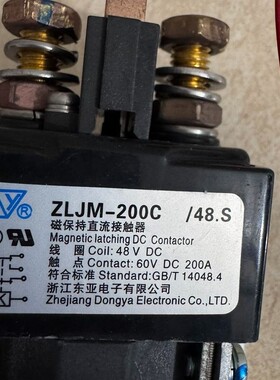 ZLJM-200C /48.S
磁保持直流接触器
Magnetic latching DC Contactor
线 圈 Coil: 48 V DC
触 点 Contact: 60V DC 200A
符合标准 Standard: GB/T 14048.4
浙江东亚电子有限公司
Zhejiang Dongya Electronic Co.,LTD.